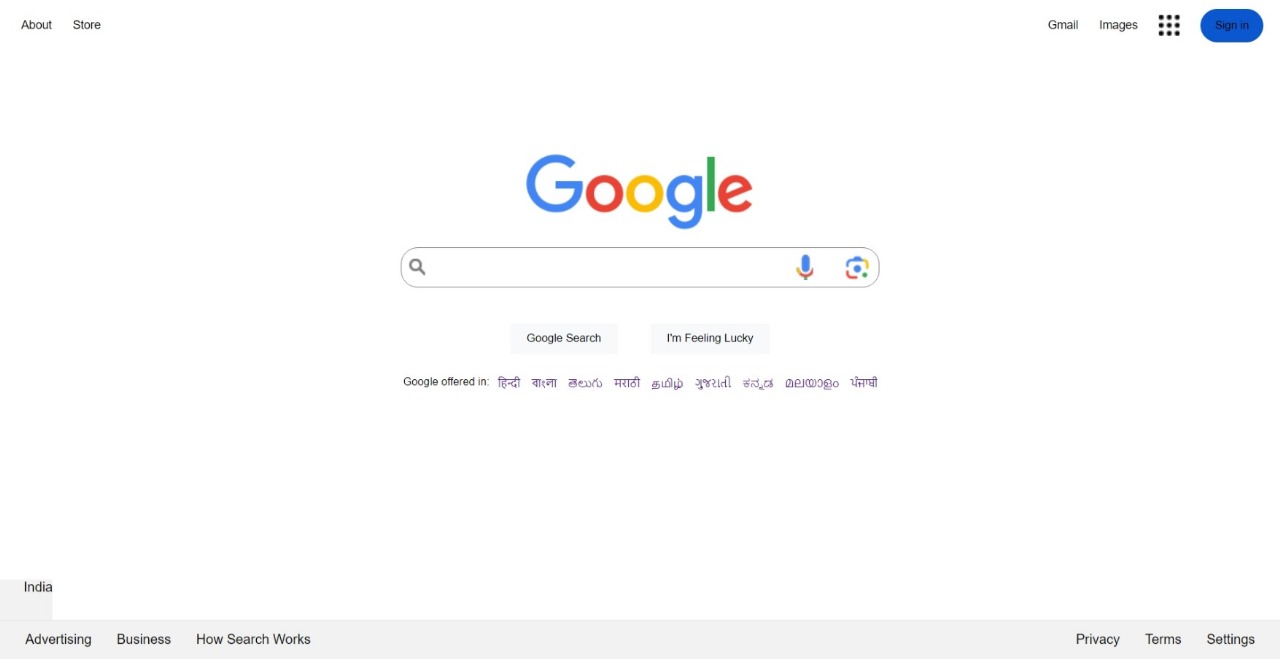 About Store Gmail Images Sign in
Google
Google Search I'm Feeling Lucky
Google offered in: हिन्दी বাংলা తెలుగు मराठी தமிழ் ગુજરાતી ಕನ್ನಡ മലയാളം ਪੰਜਾਬੀ
India
Advertising Business How Search Works Privacy Terms Settings